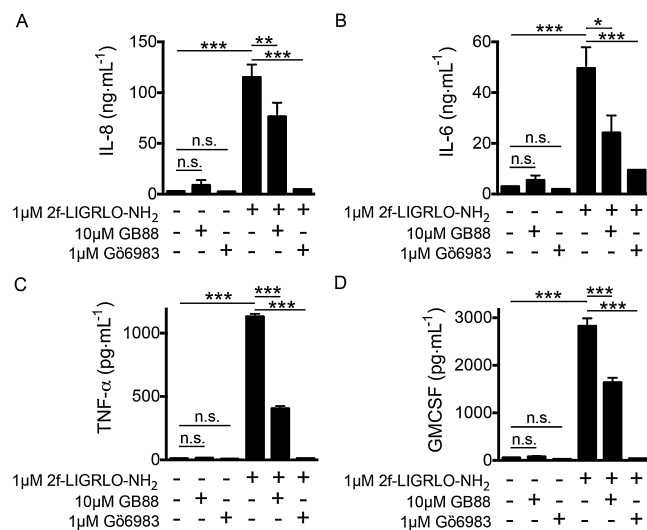 A
*** ** ***
150
100
50
0
IL-8 (ng·mL-1)
n.s.
n.s.
1µM 2f-LIGRLO-NH2 - - - + + +
10µM GB88 - + - - + -
1µM Gö6983 - - + - - +
B
*** * ***
60
40
20
0
IL-6 (ng·mL-1)
n.s.
n.s.
1µM 2f-LIGRLO-NH2 - - - + + +
10µM GB88 - + - - + -
1µM Gö6983 - - + - - +
C
*** *** ***
1000
500
0
TNF-α (pg·mL-1)
n.s.
n.s.
1µM 2f-LIGRLO-NH2 - - - + + +
10µM GB88 - + - - + -
1µM Gö6983 - - + - - +
D
*** *** ***
3000
2000
1000
0
GMCSF (pg·mL-1)
n.s.
n.s.
1µM 2f-LIGRLO-NH2 - - - + + +
10µM GB88 - + - - + -
1µM Gö6983 - - + - - +